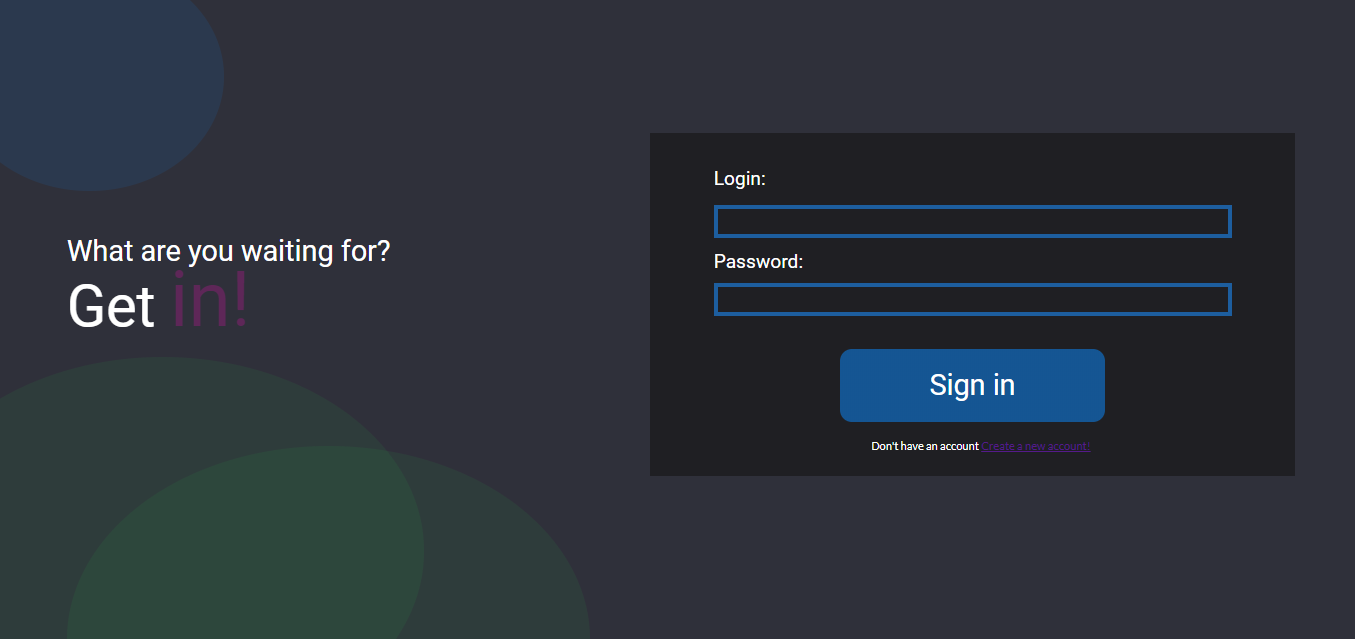 What are you waiting for?
Get in!
Login:
Password:
Sign in
Don't have an account Create a new account!